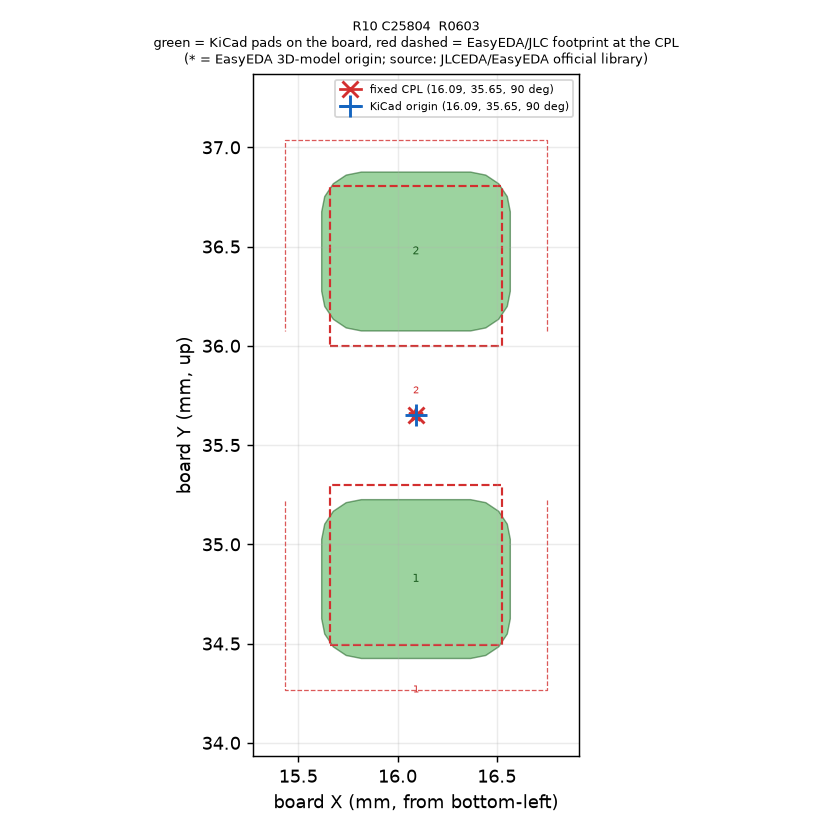 R10 C25804  R0603
green = KiCad pads on the board, red dashed = EasyEDA/JLC footprint at the CPL
(* = EasyEDA 3D-model origin; source: JLCEDA/EasyEDA official library)
fixed CPL (16.09, 35.65, 90 deg)
KiCad origin (16.09, 35.65, 90 deg)
37.0
36.5
36.0
35.5
35.0
34.5
34.0
board Y (mm, up)
2
2
1
1
15.5 16.0 16.5
board X (mm, from bottom-left)